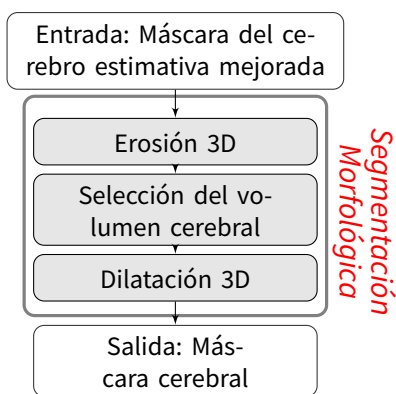 Entrada: Máscara del ce-
rebro estimativa mejorada
Erosión 3D
Selección del vo-
lumen cerebral
Dilatación 3D
Segmentación
Morfológica
Salida: Más-
cara cerebral